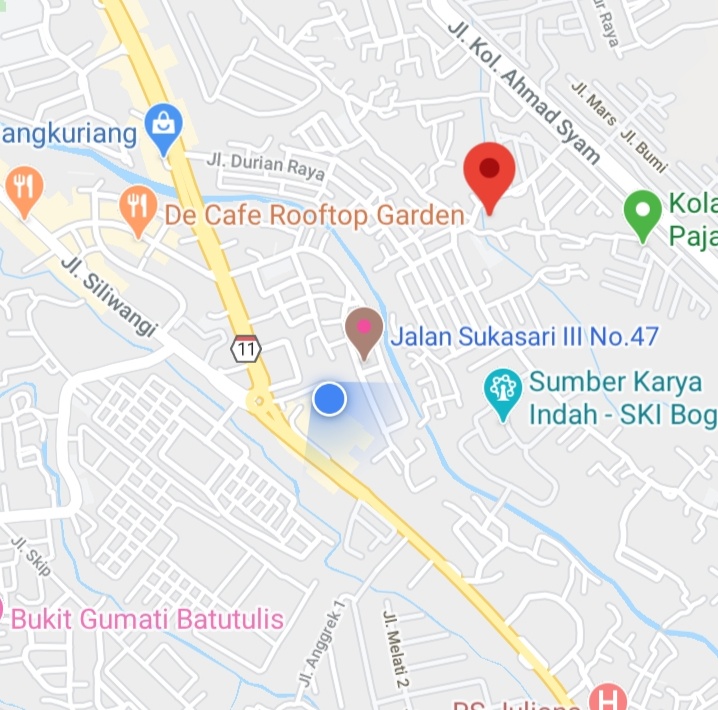 ur Raya
Jl. Kol. Ahmad Syam
Jl. Mars
Jl. Bumi
angkuriang
Jl. Durian Raya
De Cafe Rooftop Garden
Kola
Paja
Jl. Siliwangi
11
Jalan Sukasari III No.47
Sumber Karya
Indah - SKI Bog
Jl. Skip
Bukit Gumati Batutulis
Jl. Anggrek 1
Jl. Melati 2
RS Juliana
H